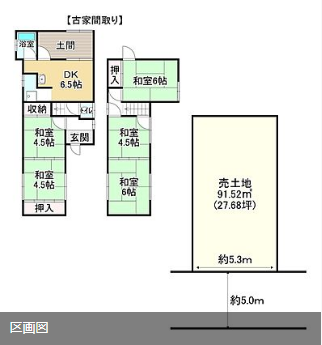 【古家間取り】
浴室
土間
DK
6.5帖
収納
トイレ
和室
4.5帖
玄関
和室
4.5帖
押入
押入
和室6帖
和室
4.5帖
和室
6帖
売土地
91.52㎡
(27.68坪)
約5.3m
約5.0m
区画図